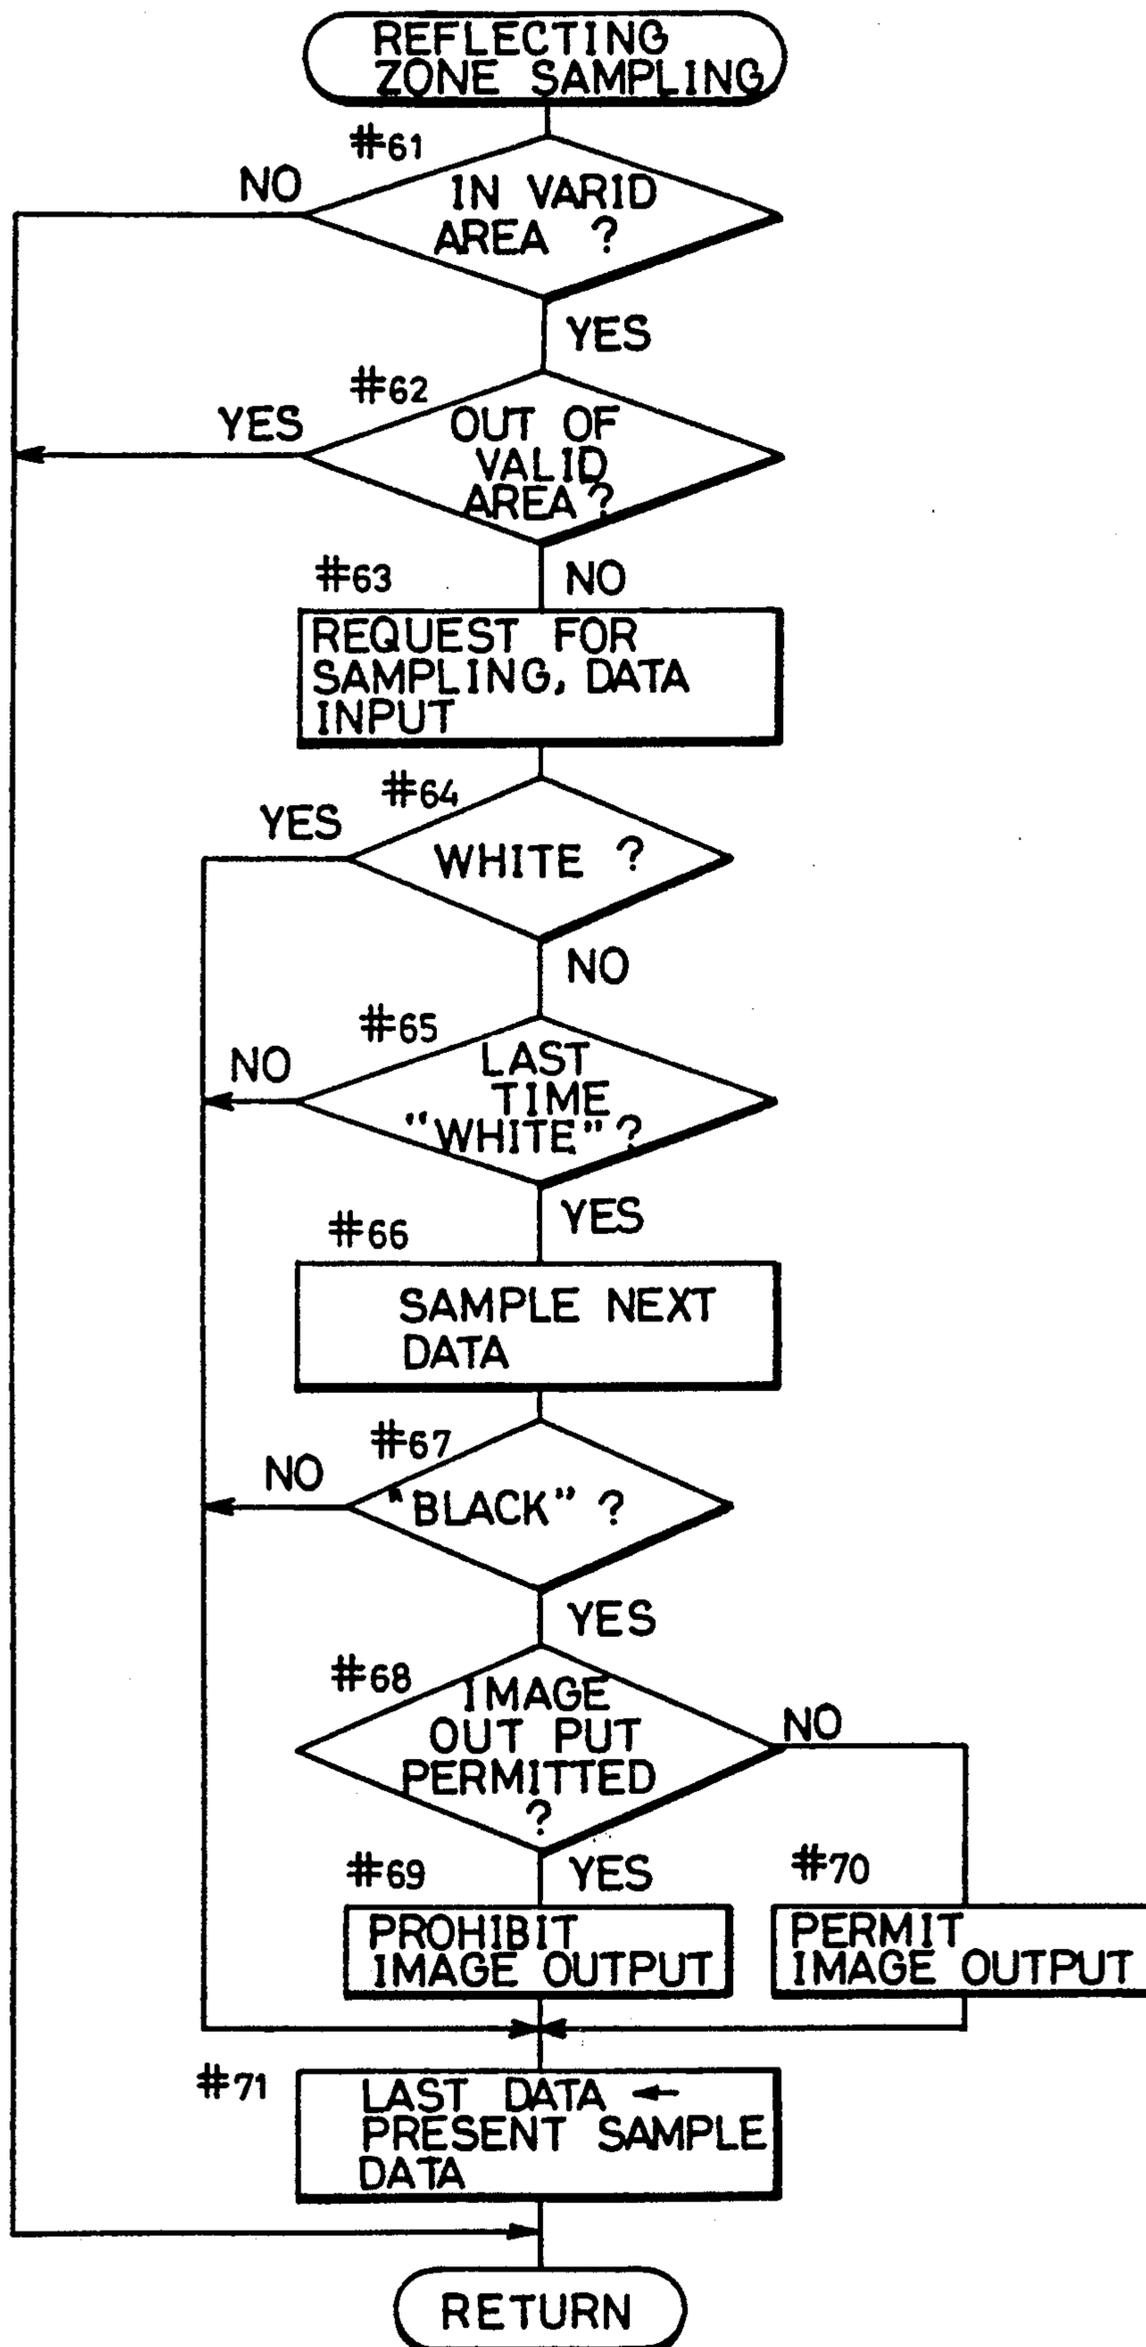 REFLECTING
ZONE SAMPLING
#61
NO
IN VARID
AREA ?
YES
#62
YES
OUT OF
VALID
AREA?
NO
#63
REQUEST FOR
SAMPLING, DATA
INPUT
#64
YES
WHITE ?
NO
#65
NO
LAST
TIME
"WHITE"?
YES
#66
SAMPLE NEXT
DATA
#67
NO
"BLACK" ?
YES
#68
IMAGE
OUT PUT
PERMITTED
?
NO
YES
#69
PROHIBIT
IMAGE OUTPUT
#70
PERMIT
IMAGE OUTPUT
#71
LAST DATA ←
PRESENT SAMPLE
DATA
RETURN